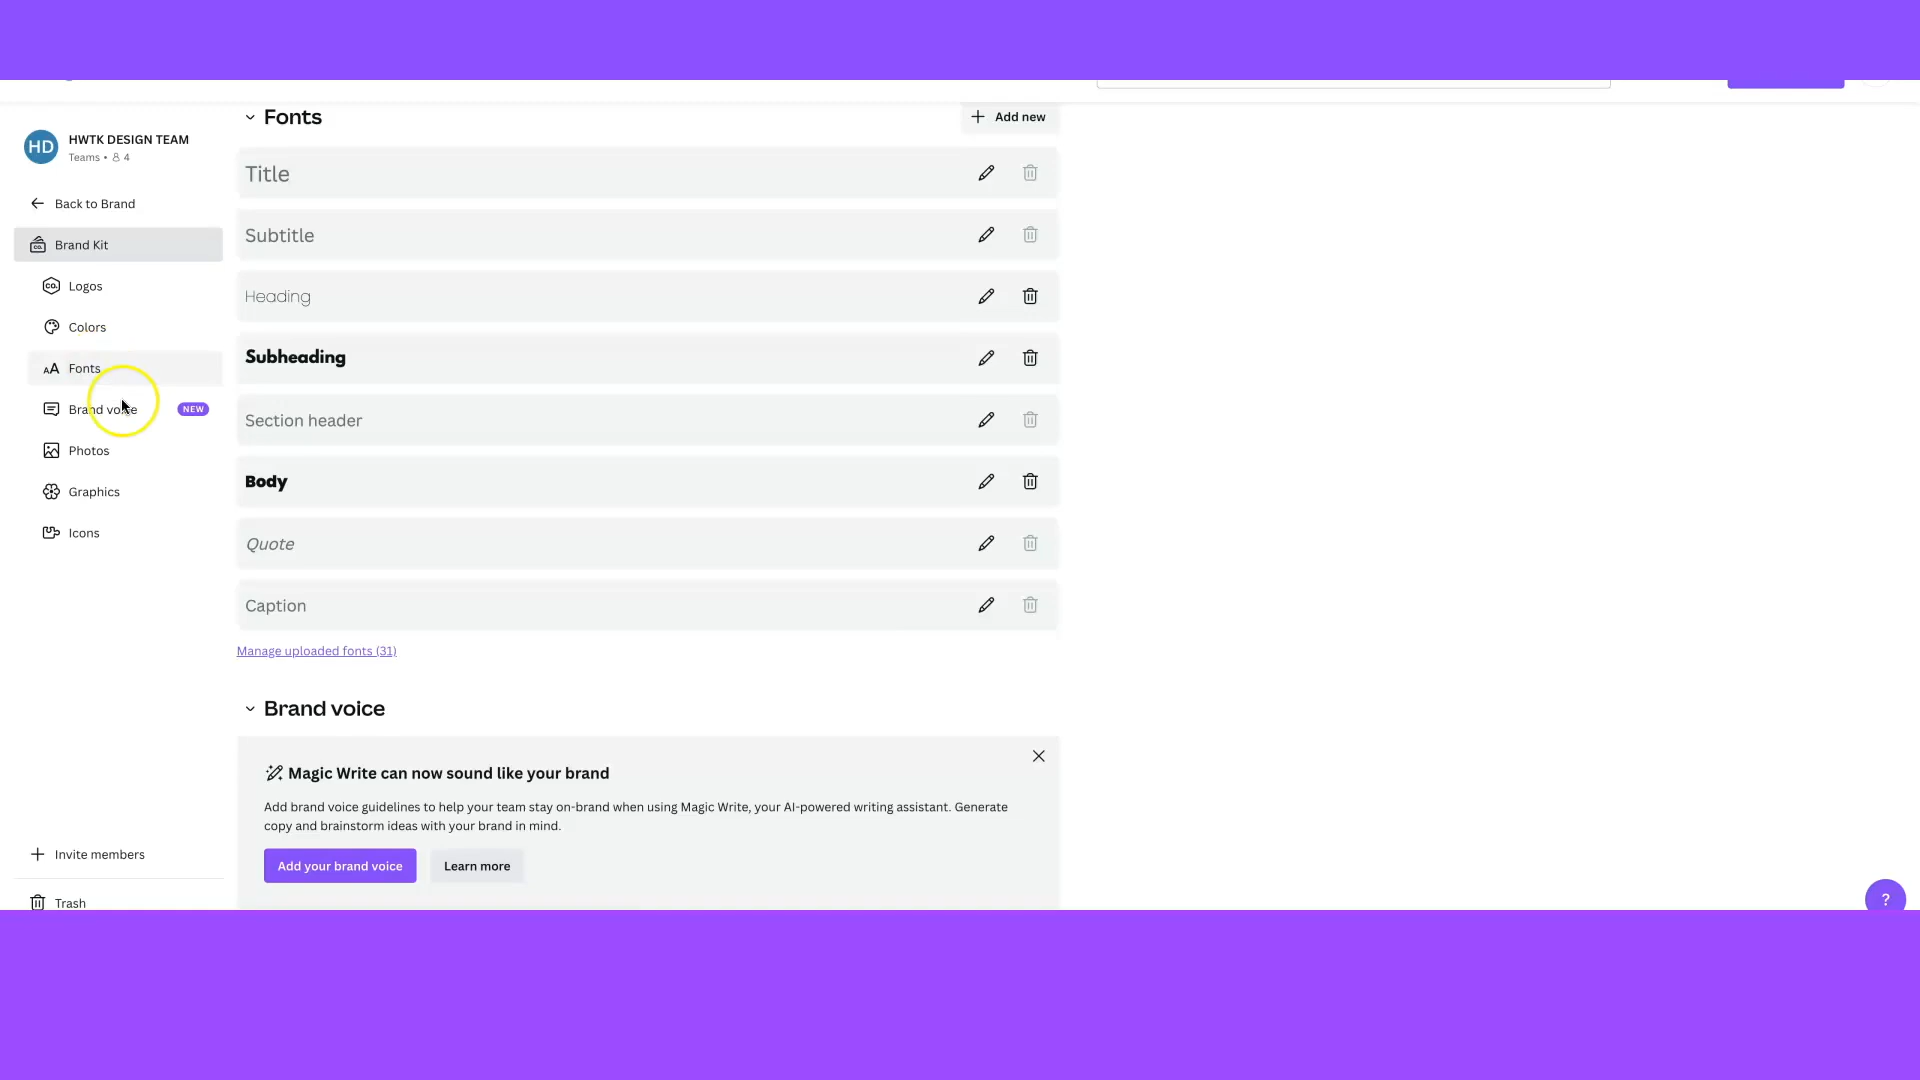 Fonts
Add new
HD
HWTK DESIGN TEAM
Teams • 4
Back to Brand
Brand Kit
Logos
Colors
Fonts
Brand voice
NEW
Photos
Graphics
Icons
Invite members
Trash
Title
Subtitle
Heading
Subheading
Section header
Body
Quote
Caption
Manage uploaded fonts (31)
Brand voice
Magic Write can now sound like your brand
Add brand voice guidelines to help your team stay on-brand when using Magic Write, your AI-powered writing assistant. Generate
copy and brainstorm ideas with your brand in mind.
Add your brand voice
Learn more
?